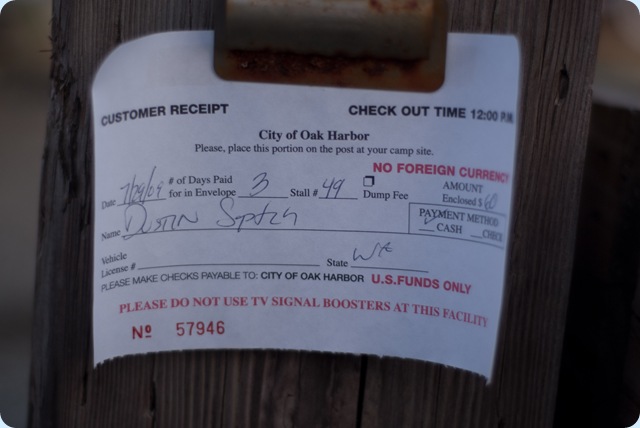 CUSTOMER RECEIPT CHECK OUT TIME 12:00 P.M.
City of Oak Harbor
Please, place this portion on the post at your camp site.
NO FOREIGN CURRENCY
Date 7/29/09 # of Days Paid for in Envelope 3 Stall # 49 Dump Fee AMOUNT Enclosed $ 60
Name DUSTIN
PAYMENT METHOD
CASH CHECK
Vehicle License # State WA
PLEASE MAKE CHECKS PAYABLE TO: CITY OF OAK HARBOR U.S.FUNDS ONLY
PLEASE DO NOT USE TV SIGNAL BOOSTERS AT THIS FACILITY
Nº 57946